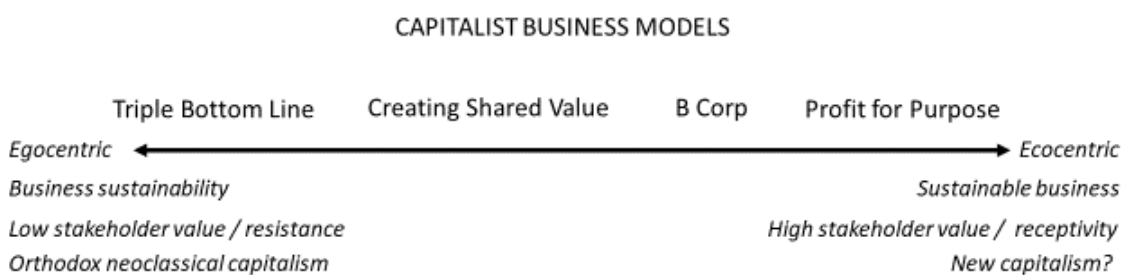 CAPITALIST BUSINESS MODELS
Triple Bottom Line Creating Shared Value B Corp Profit for Purpose
Egocentric Ecocentric
Business sustainability Sustainable business
Low stakeholder value / resistance High stakeholder value / receptivity
Orthodox neoclassical capitalism New capitalism?